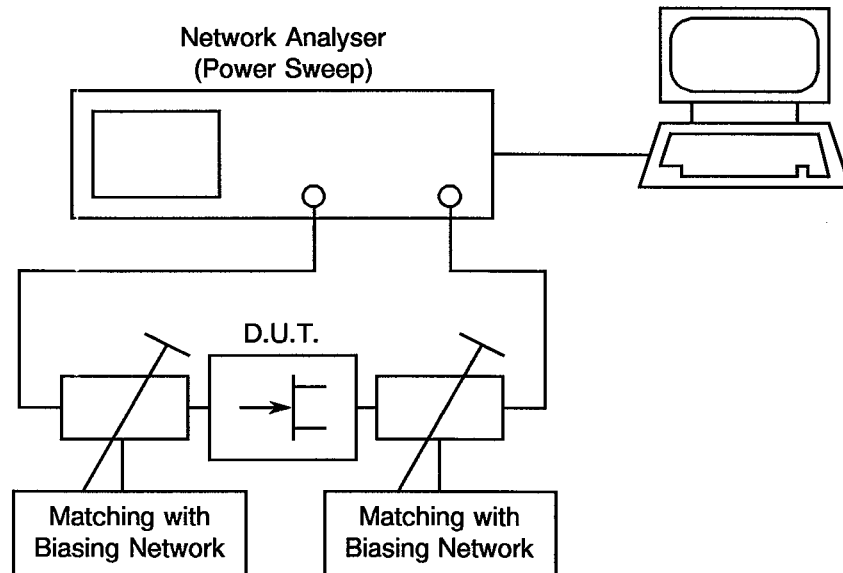 Network Analyser
(Power Sweep)
D.U.T.
Matching with
Biasing Network
Matching with
Biasing Network